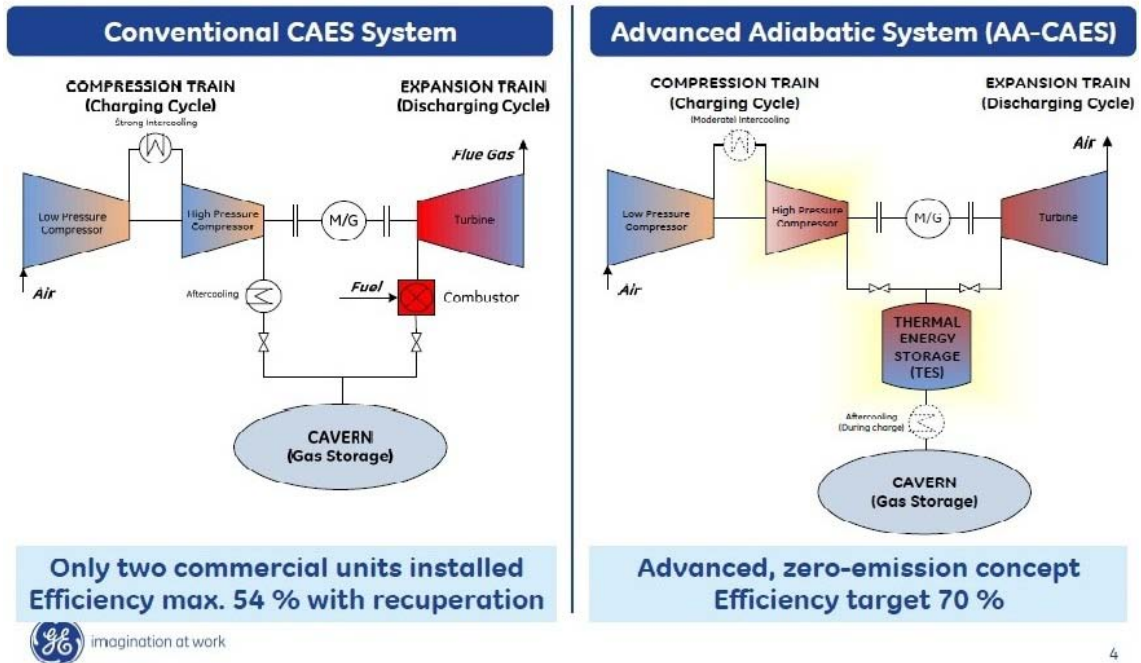 Conventional CAES System
COMPRESSION TRAIN
(Charging Cycle)
Strong Intercooling
EXPANSION TRAIN
(Discharging Cycle)
Flue Gas
Low Pressure
Compressor
High Pressure
Compressor
M/G
Turbine
Air
Aftercooling
Fuel
Combustor
CAVERN
(Gas Storage)
Only two commercial units installed
Efficiency max. 54 % with recuperation
Advanced Adiabatic System (AA-CAES)
COMPRESSION TRAIN
(Charging Cycle)
(Moderate) Intercooling
EXPANSION TRAIN
(Discharging Cycle)
Air
Low Pressure
Compressor
High Pressure
Compressor
M/G
Turbine
Air
THERMAL
ENERGY
STORAGE
(TES)
Aftercooling
(During charge)
CAVERN
(Gas Storage)
Advanced, zero-emission concept
Efficiency target 70 %
GE imagination at work
4